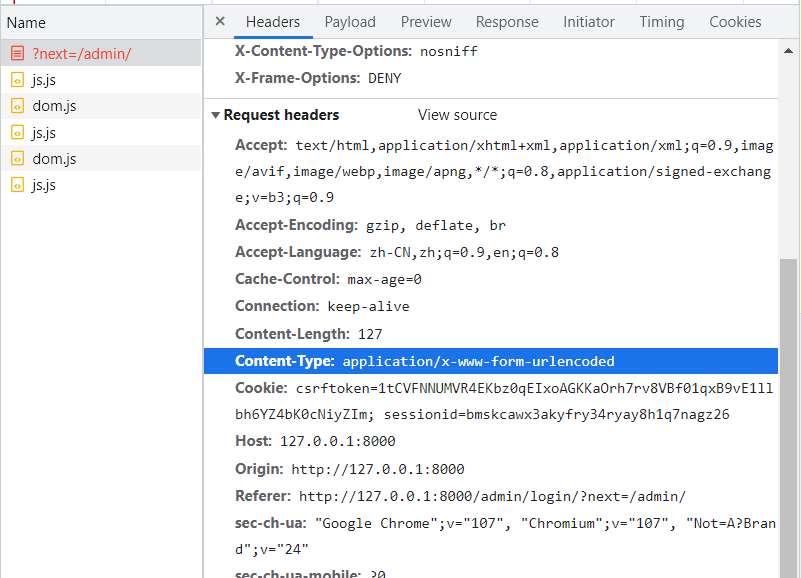 Name
?next=/admin/
js.js
dom.js
js.js
dom.js
js.js
× Headers Payload Preview Response Initiator Timing Cookies
X-Content-Type-Options: nosniff
X-Frame-Options: DENY
Request headers View source
Accept: text/html,application/xhtml+xml,application/xml;q=0.9,imag
e/avif,image/webp,image/apng,*/*;q=0.8,application/signed-exchang
e;v=b3;q=0.9
Accept-Encoding: gzip, deflate, br
Accept-Language: zh-CN,zh;q=0.9,en;q=0.8
Cache-Control: max-age=0
Connection: keep-alive
Content-Length: 127
Content-Type: application/x-www-form-urlencoded
Cookie: csrftoken=1tCVFNNUMVR4EKbz0qEIxoAGKKaOrh7rv8VBf01qxB9vE1ll
bh6YZ4bK0cNiyZIm; sessionid=bmskcawx3akyfry34ryay8h1q7nagz26
Host: 127.0.0.1:8000
Origin: http://127.0.0.1:8000
Referer: http://127.0.0.1:8000/admin/login/?next=/admin/
sec-ch-ua: "Google Chrome";v="107", "Chromium";v="107", "Not=A?Bran
d";v="24"
sec-ch-ua-mobile: ?0